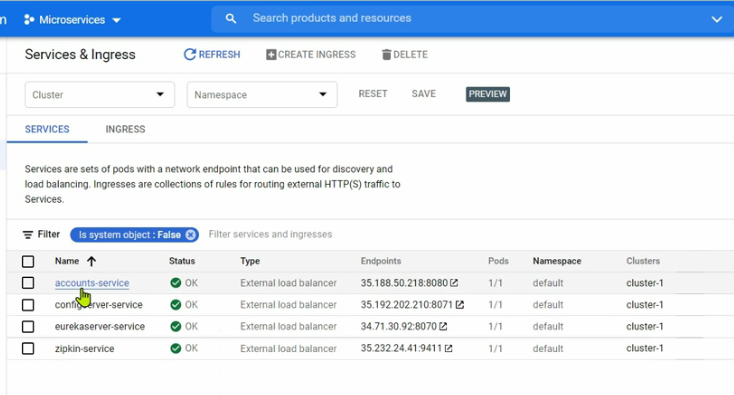 n Microservices Search products and resources
Services & Ingress REFRESH CREATE INGRESS DELETE
Cluster Namespace RESET SAVE PREVIEW
SERVICES INGRESS
Services are sets of pods with a network endpoint that can be used for discovery and
load balancing. Ingresses are collections of rules for routing external HTTP(S) traffic to
Services.
Filter Is system object : False Filter services and ingresses
Name Status Type Endpoints Pods Namespace Clusters
accounts-service OK External load balancer 35.188.50.218:8080 1/1 default cluster-1
configserver-service OK External load balancer 35.192.202.210:8071 1/1 default cluster-1
eurekaserver-service OK External load balancer 34.71.30.92:8070 1/1 default cluster-1
zipkin-service OK External load balancer 35.232.24.41:9411 1/1 default cluster-1